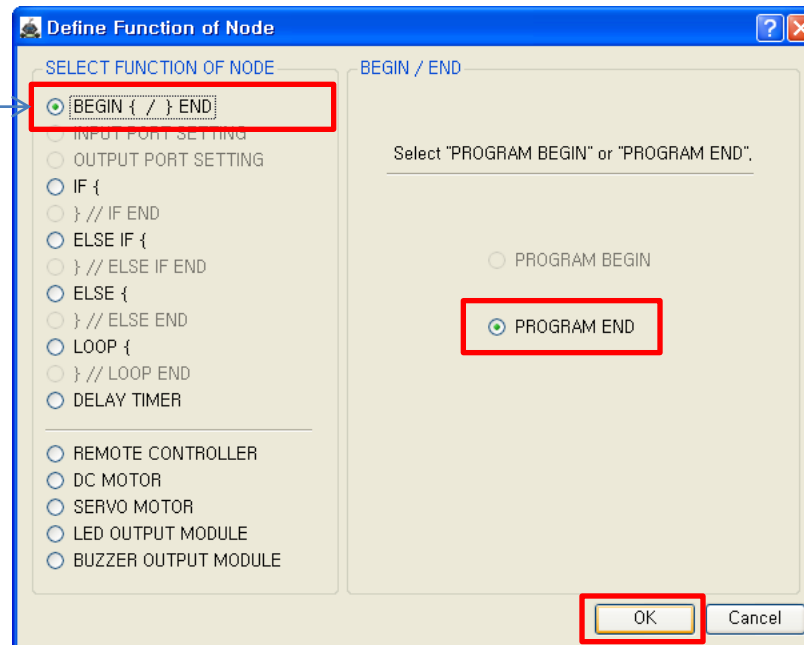 Define Function of Node
SELECT FUNCTION OF NODE
BEGIN { / } END
INPUT PORT SETTING
OUTPUT PORT SETTING
IF {
} // IF END
ELSE IF {
} // ELSE IF END
ELSE {
} // ELSE END
LOOP {
} // LOOP END
DELAY TIMER
REMOTE CONTROLLER
DC MOTOR
SERVO MOTOR
LED OUTPUT MODULE
BUZZER OUTPUT MODULE
BEGIN / END
Select "PROGRAM BEGIN" or "PROGRAM END",
PROGRAM BEGIN
PROGRAM END
OK
Cancel